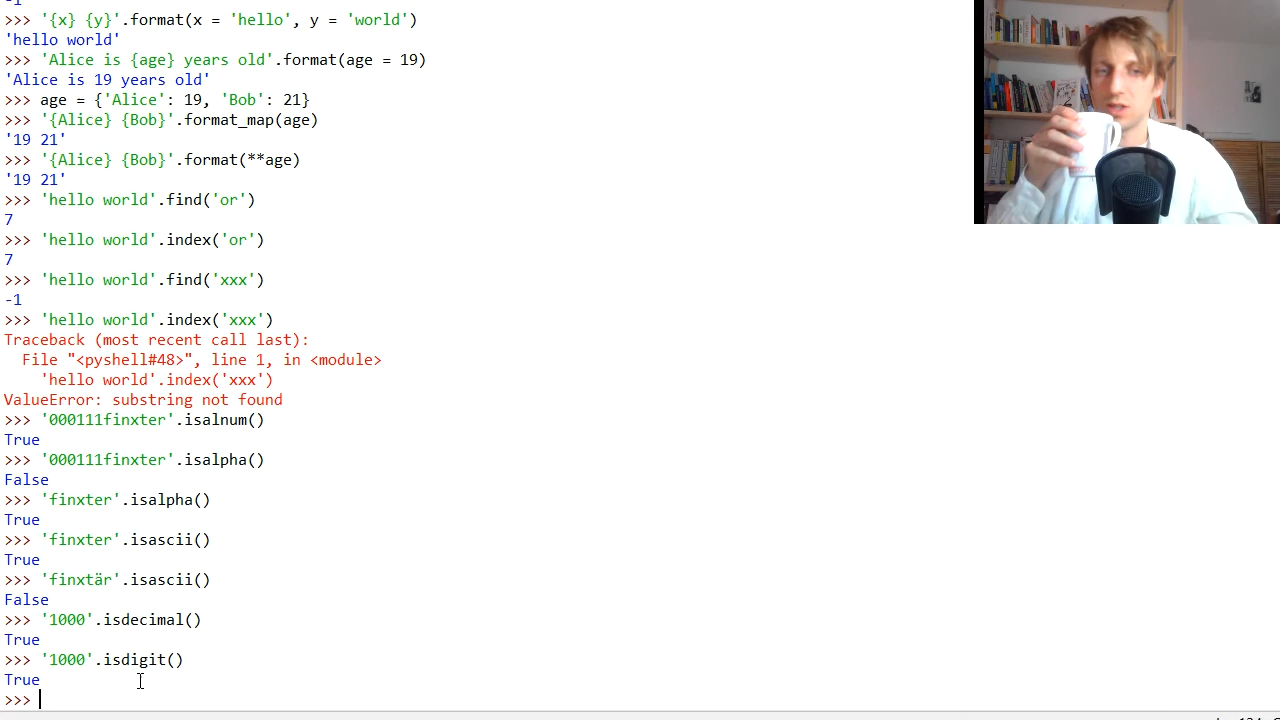 -1
>>> '{x} {y}'.format(x = 'hello', y = 'world')
'hello world'
>>> 'Alice is {age} years old'.format(age = 19)
'Alice is 19 years old'
>>> age = {'Alice': 19, 'Bob': 21}
>>> '{Alice} {Bob}'.format_map(age)
'19 21'
>>> '{Alice} {Bob}'.format(**age)
'19 21'
>>> 'hello world'.find('or')
7
>>> 'hello world'.index('or')
7
>>> 'hello world'.find('xxx')
-1
>>> 'hello world'.index('xxx')
Traceback (most recent call last):
  File "<pyshell#48>", line 1, in <module>
    'hello world'.index('xxx')
ValueError: substring not found
>>> '000111finxter'.isalnum()
True
>>> '000111finxter'.isalpha()
False
>>> 'finxter'.isalpha()
True
>>> 'finxter'.isascii()
True
>>> 'finxtär'.isascii()
False
>>> '1000'.isdecimal()
True
>>> '1000'.isdigit()
True
>>>